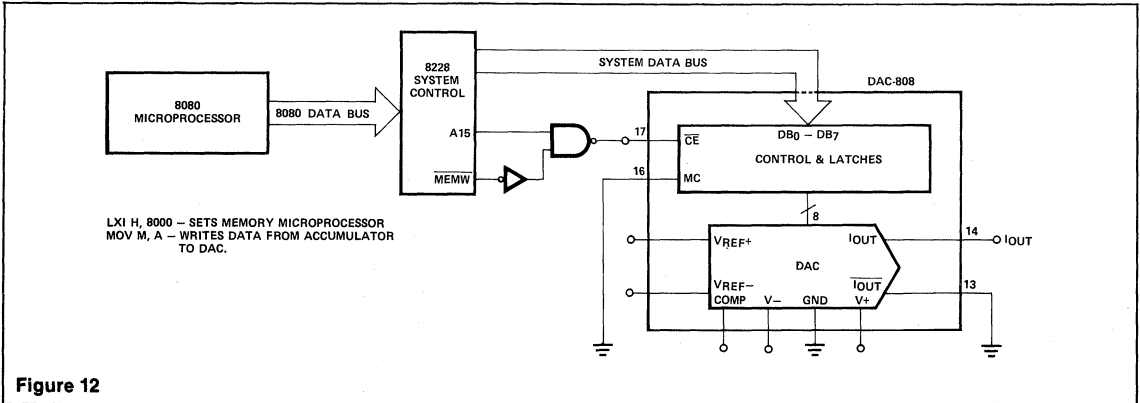 8080
MICROPROCESSOR
8080 DATA BUS
8228
SYSTEM
CONTROL
A15
MEMW
SYSTEM DATA BUS
DAC-808
17
CE
16
MC
DB0 – DB7
CONTROL & LATCHES
8
VREF+
IOUT
14
IOUT
DAC
VREF–
IOUT
13
COMP
V–
GND
V+
LXI H, 8000 – SETS MEMORY MICROPROCESSOR
MOV M, A – WRITES DATA FROM ACCUMULATOR
TO DAC.
Figure 12